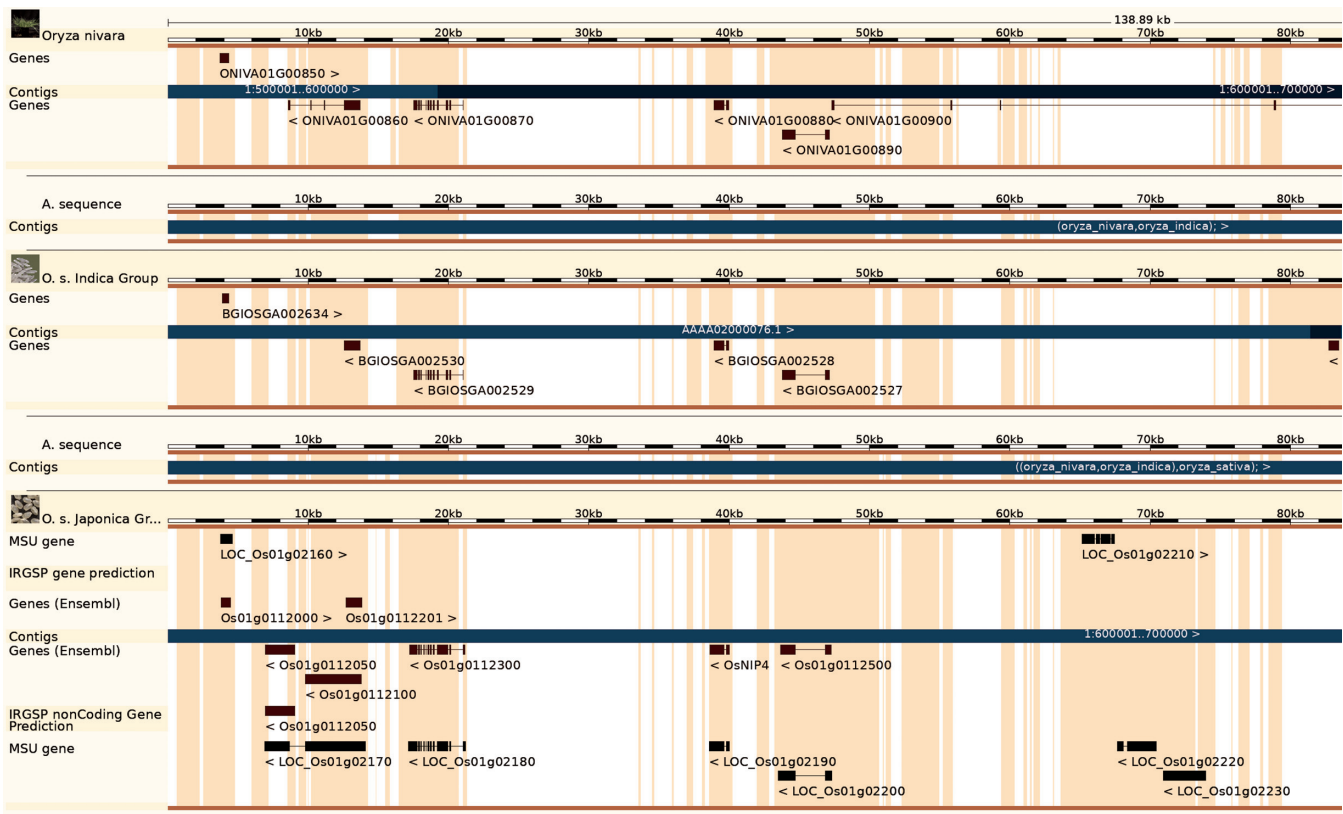 138.89 kb
Oryza nivara
10kb 20kb 30kb 40kb 50kb 60kb 70kb 80kb
Genes
ONIVA01G00850 >
Contigs
1:500001..600000 > 1:600001..700000 >
Genes
< ONIVA01G00860 < ONIVA01G00870 < ONIVA01G00880 < ONIVA01G00900
< ONIVA01G00890
A. sequence
10kb 20kb 30kb 40kb 50kb 60kb 70kb 80kb
Contigs
(oryza_nivara,oryza_indica); >
O. s. Indica Group
10kb 20kb 30kb 40kb 50kb 60kb 70kb 80kb
Genes
BGIOSGA002634 >
Contigs
AAAA02000076.1 >
Genes
< BGIOSGA002530 < BGIOSGA002528 <
< BGIOSGA002529 < BGIOSGA002527
A. sequence
10kb 20kb 30kb 40kb 50kb 60kb 70kb 80kb
Contigs
((oryza_nivara,oryza_indica),oryza_sativa); >
O. s. Japonica Gr...
10kb 20kb 30kb 40kb 50kb 60kb 70kb 80kb
MSU gene
LOC_Os01g02160 > LOC_Os01g02210 >
IRGSP gene prediction
Genes (Ensembl)
Os01g0112000 > Os01g0112201 >
Contigs
1:600001..700000 >
Genes (Ensembl)
< Os01g0112050 < Os01g0112300 < OsNIP4 < Os01g0112500
< Os01g0112100
IRGSP nonCoding Gene
Prediction
< Os01g0112050
MSU gene
< LOC_Os01g02170 < LOC_Os01g02180 < LOC_Os01g02190 < LOC_Os01g02220
< LOC_Os01g02200 < LOC_Os01g02230